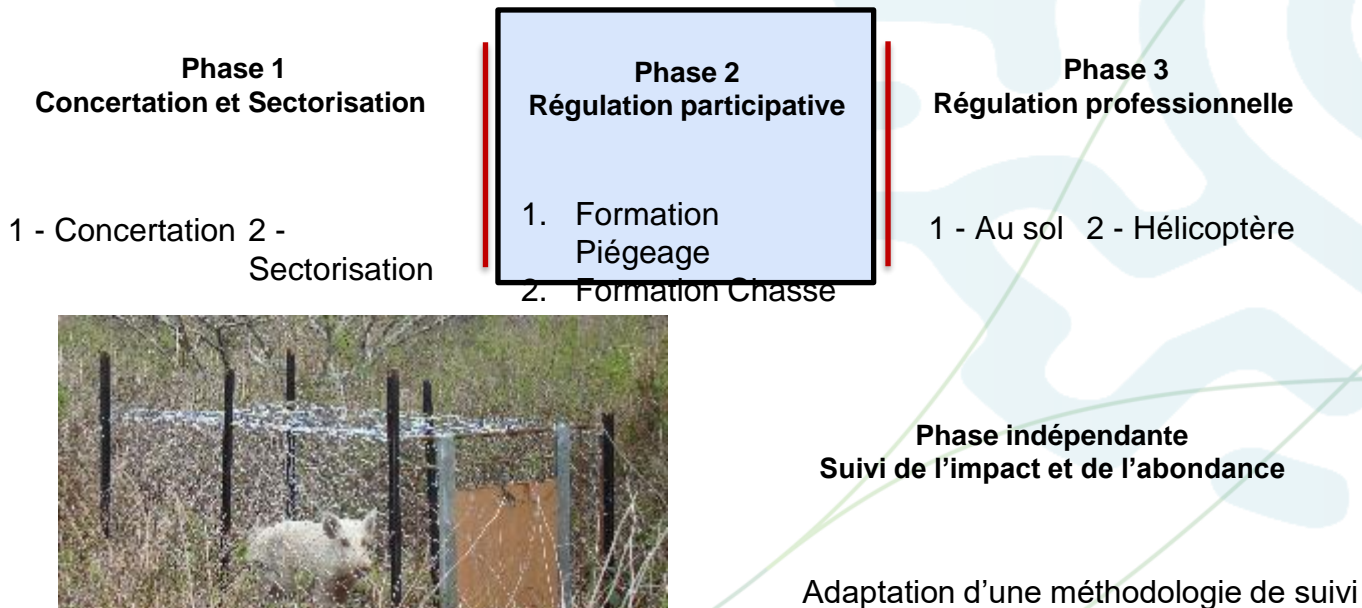 Phase 1
Concertation et Sectorisation
1 - Concertation
2 -
Sectorisation
Phase 2
Régulation participative
1. Formation
Piégeage
2. Formation Chasse
Phase 3
Régulation professionnelle
1 - Au sol
2 - Hélicoptère
Phase indépendante
Suivi de l’impact et de l’abondance
Adaptation d’une méthodologie de suivi